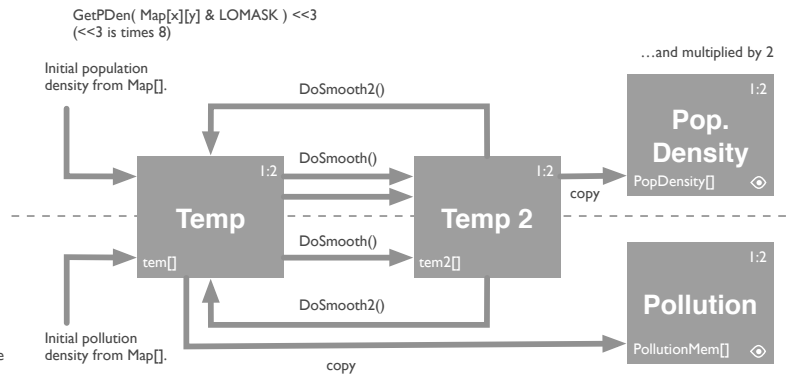 GetPDen( Map[x][y] & LOMASK ) <<3
(<<3 is times 8)
…and multiplied by 2
Initial population
density from Map[].
DoSmooth2()
1:2
Pop.
Density
PopDensity[]
DoSmooth()
1:2
1:2
copy
Temp
Temp 2
DoSmooth()
tem[]
tem2[]
1:2
Pollution
PollutionMem[]
DoSmooth2()
Initial pollution
density from Map[].
e
copy